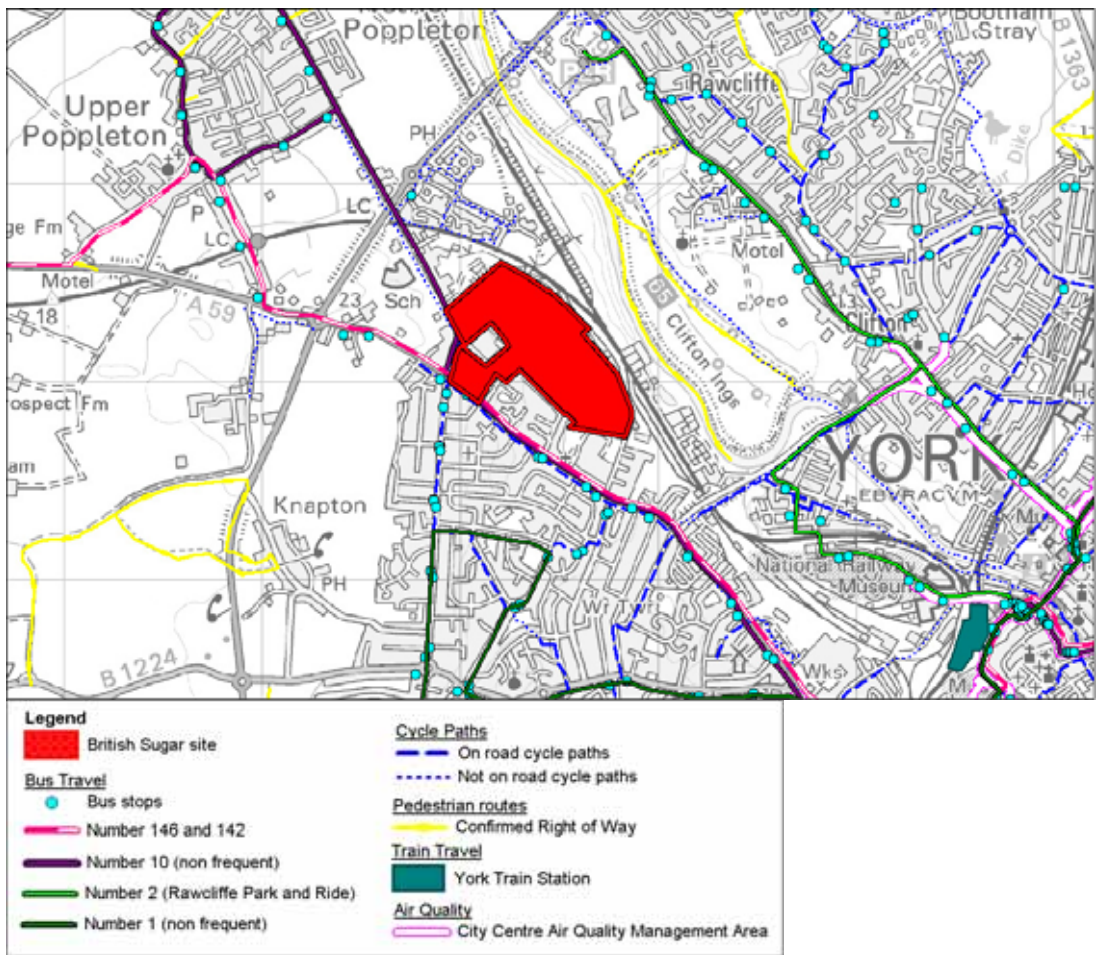 Poppleton
Bootham
Stray
B 1363
Rawcliffe
Upper
Poppleton
PH
Dike
LC
P
ge Fm
LC
Motel
Motel
Sch
65
18
A 59
23
Clifton
Clifton Ings
rospect Fm
YORK
EBVRACVM
am
Knapton
National Railway
Museum
PH
B 1224
Wks
Legend
British Sugar site
Bus Travel
Bus stops
Number 146 and 142
Number 10 (non frequent)
Number 2 (Rawcliffe Park and Ride)
Number 1 (non frequent)
Cycle Paths
On road cycle paths
Not on road cycle paths
Pedestrian routes
Confirmed Right of Way
Train Travel
York Train Station
Air Quality
City Centre Air Quality Management Area